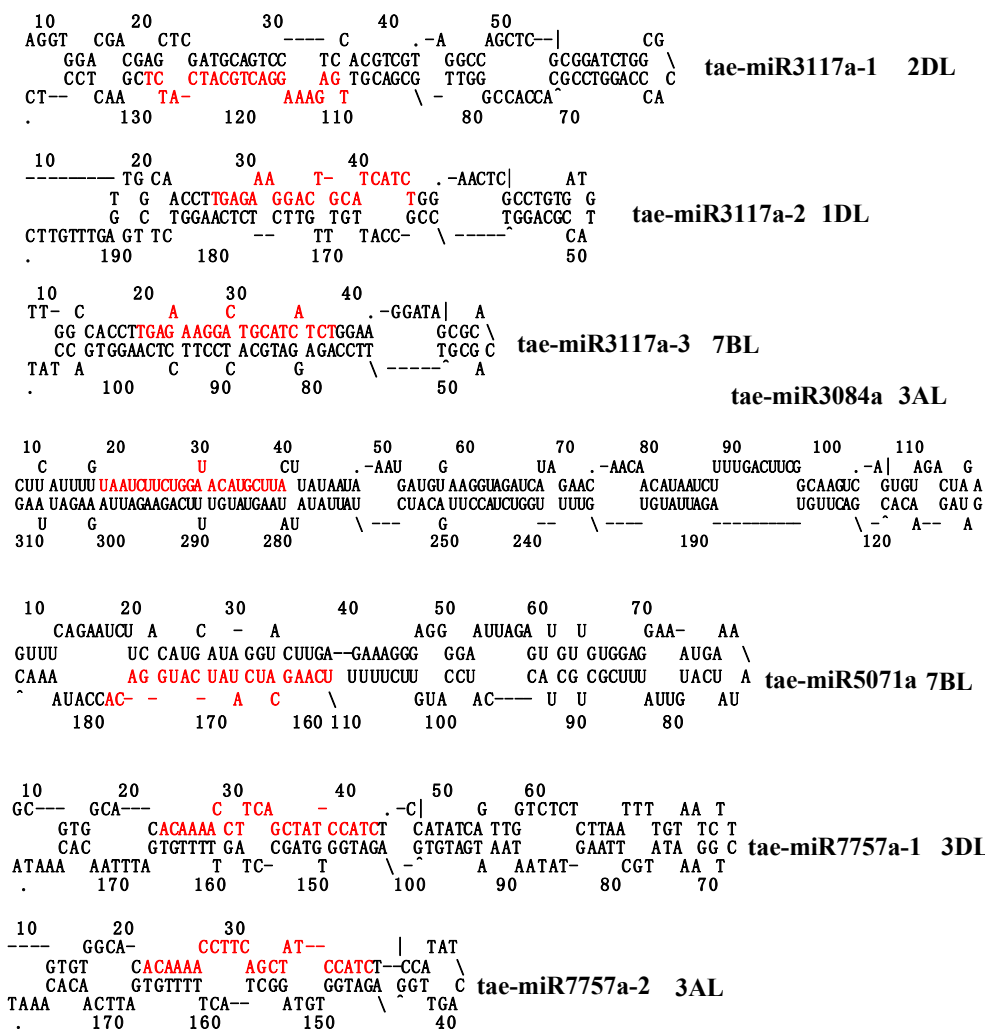 10 20 30 50
AGGT CGA CTC ---- C .-A AGCTC-| CG
GGA CGAG GATGCAGTCC TC ACGTCGT GGCC GCGGATCTGG \
CCT GCTC CTACGTCAGG AG TGCAGCG TTGG CGCCTGGACC C
CT-- CAA TA- AAAG T \ - GCCACCA^ CA
. 130 120 110 80 70
tae-miR3117a-1 2DL
10 20 30 40
--------- TG CA AA T- TCATC .-AACTC| AT
T G ACCTTGAGA GGAC GCA TGG GCCTGTG G
G C TGGAACTCT CTTG TGT GCC TGGACGC T
CTTGTTTGA GT TC -- TT TACC- \ -----^ CA
. 190 180 170 50
tae-miR3117a-2 1DL
10 20 30 40
TT- C A C A .-GGATA| A
GG CACCTTGAG AAGGA TGCATC TCTGGAA GCGC \
CC GTGGAACTC TTCCT ACGTAG AGACCTT TGCG C
TAT A C C G \ -----^ A
. 100 90 80 50
tae-miR3117a-3 7BL
tae-miR3084a 3AL
10 20 30 40 50 60 70 80 90 100 110
C G U CU .-AAU G UA .-AACA UUUGACUUCG .-A| AGA G
CUU AUUUU UAAUCUUCUGGA ACAUGCUUA UAUAAUA GAUGU AAGGUAGAUCA GAAC ACAUAAUCU GCAAGUC GUGU CUA A
GAA UAGAA AUUAGAAGACUU UGUAUGAAU AUAUUAU CUACA UUCCAUCUGGU UUUG UGUAUUAGA UGUUCAG CACA GAU G
U G U AU \ --- G -- \ ---- ---------- \ -^ A-- A
310 300 290 280 250 240 190 120
10 20 30 40 50 60 70
CAGAAUCU A C - A AGG AUUAGA U U GAA- AA
GUUU UC CAUG AUA GGU CUUGA--GAAAGGG GGA GU GU GUGGAG AUGA \
CAAA AG GUAC UAU CUA GAACU UUUUCUU CCU CA CG CGCUUU UACU A
^ AUACCAC- - - A C \ GUA AC---- U U AUUG AU
180 170 160 110 100 90 80
tae-miR5071a 7BL
10 20 30 40 50 60
GC--- GCA--- C TCA - .-C| G GTCTCT TTT AA T
GTG CACAAAA CT GCTAT CCATCT CATATCA TTG CTTAA TGT TC T
CAC GTGTTTT GA CGATG GGTAGA GTGTAGT AAT GAATT ATA GG C
ATAAA AATTTA T TC- T \ -^ A AATAT- CGT AA T
. 170 160 150 100 90 80 70
tae-miR7757a-1 3DL
10 20 30
---- GGCA- CCTTC AT-- | TAT
GTGT CACAAAA AGCT CCATCT--CCA \
CACA GTGTTTT TCGG GGTAGA GGT C
TAAA ACTTA TCA-- ATGT \ ^ TGA
. 170 160 150 40
tae-miR7757a-2 3AL